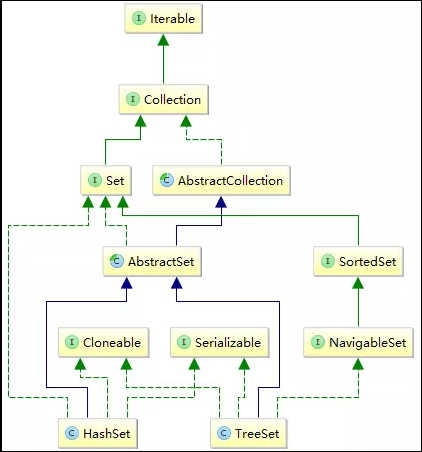 I Iterable
I Collection
I Set
C AbstractCollection
C AbstractSet
I SortedSet
I Cloneable
I Serializable
I NavigableSet
C HashSet
C TreeSet